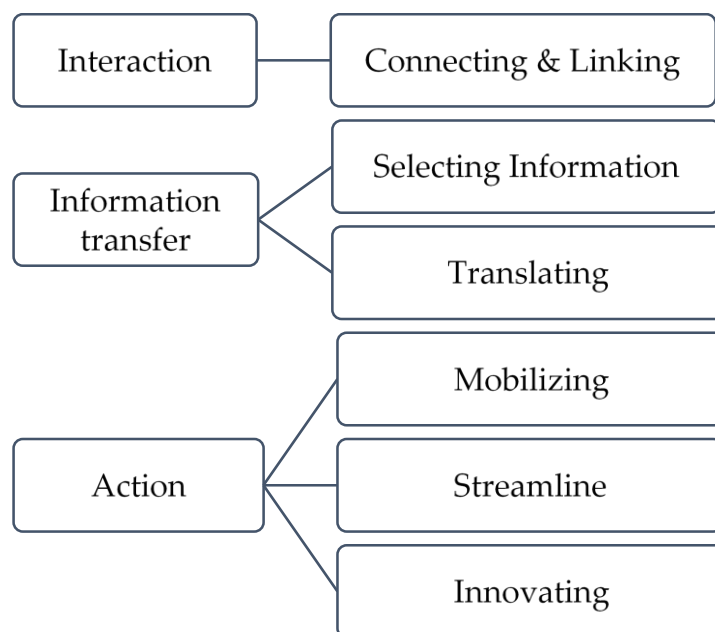 Interaction
Connecting & Linking
Information
transfer
Selecting Information
Translating
Action
Mobilizing
Streamline
Innovating